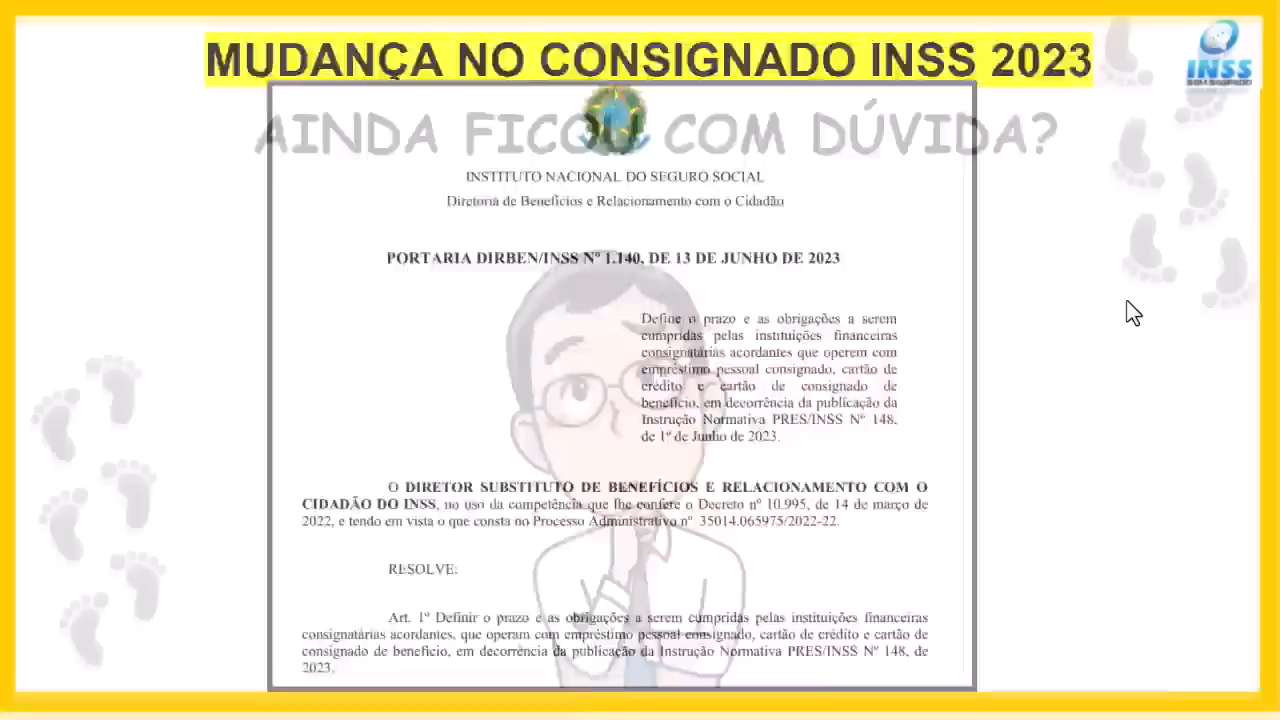 MUDANÇA NO CONSIGNADO INSS 2023
INSS
SEM SEGREDO
AINDA FICOU COM DÚVIDA?
INSTITUTO NACIONAL DO SEGURO SOCIAL
Diretoria de Benefícios e Relacionamento com o Cidadão
PORTARIA DIRBEN/INSS Nº 1.140, DE 13 DE JUNHO DE 2023
Define o prazo e as obrigações a serem
cumpridas pelas instituições financeiras
consignatárias acordantes que operem com
empréstimo pessoal consignado, cartão de
crédito e cartão de consignado de
benefício, em decorrência da publicação da
Instrução Normativa PRES/INSS Nº 148,
de 1º de Junho de 2023.
O DIRETOR SUBSTITUTO DE BENEFÍCIOS E RELACIONAMENTO COM O
CIDADÃO DO INSS, no uso da competência que lhe confere o Decreto nº 10.995, de 14 de março de
2022, e tendo em vista o que consta no Processo Administrativo nº 35014.065975/2022-22.
RESOLVE:
Art. 1º Definir o prazo e as obrigações a serem cumpridas pelas instituições financeiras
consignatárias acordantes, que operam com empréstimo pessoal consignado, cartão de crédito e cartão de
consignado de benefício, em decorrência da publicação da Instrução Normativa PRES/INSS Nº 148, de
2023.